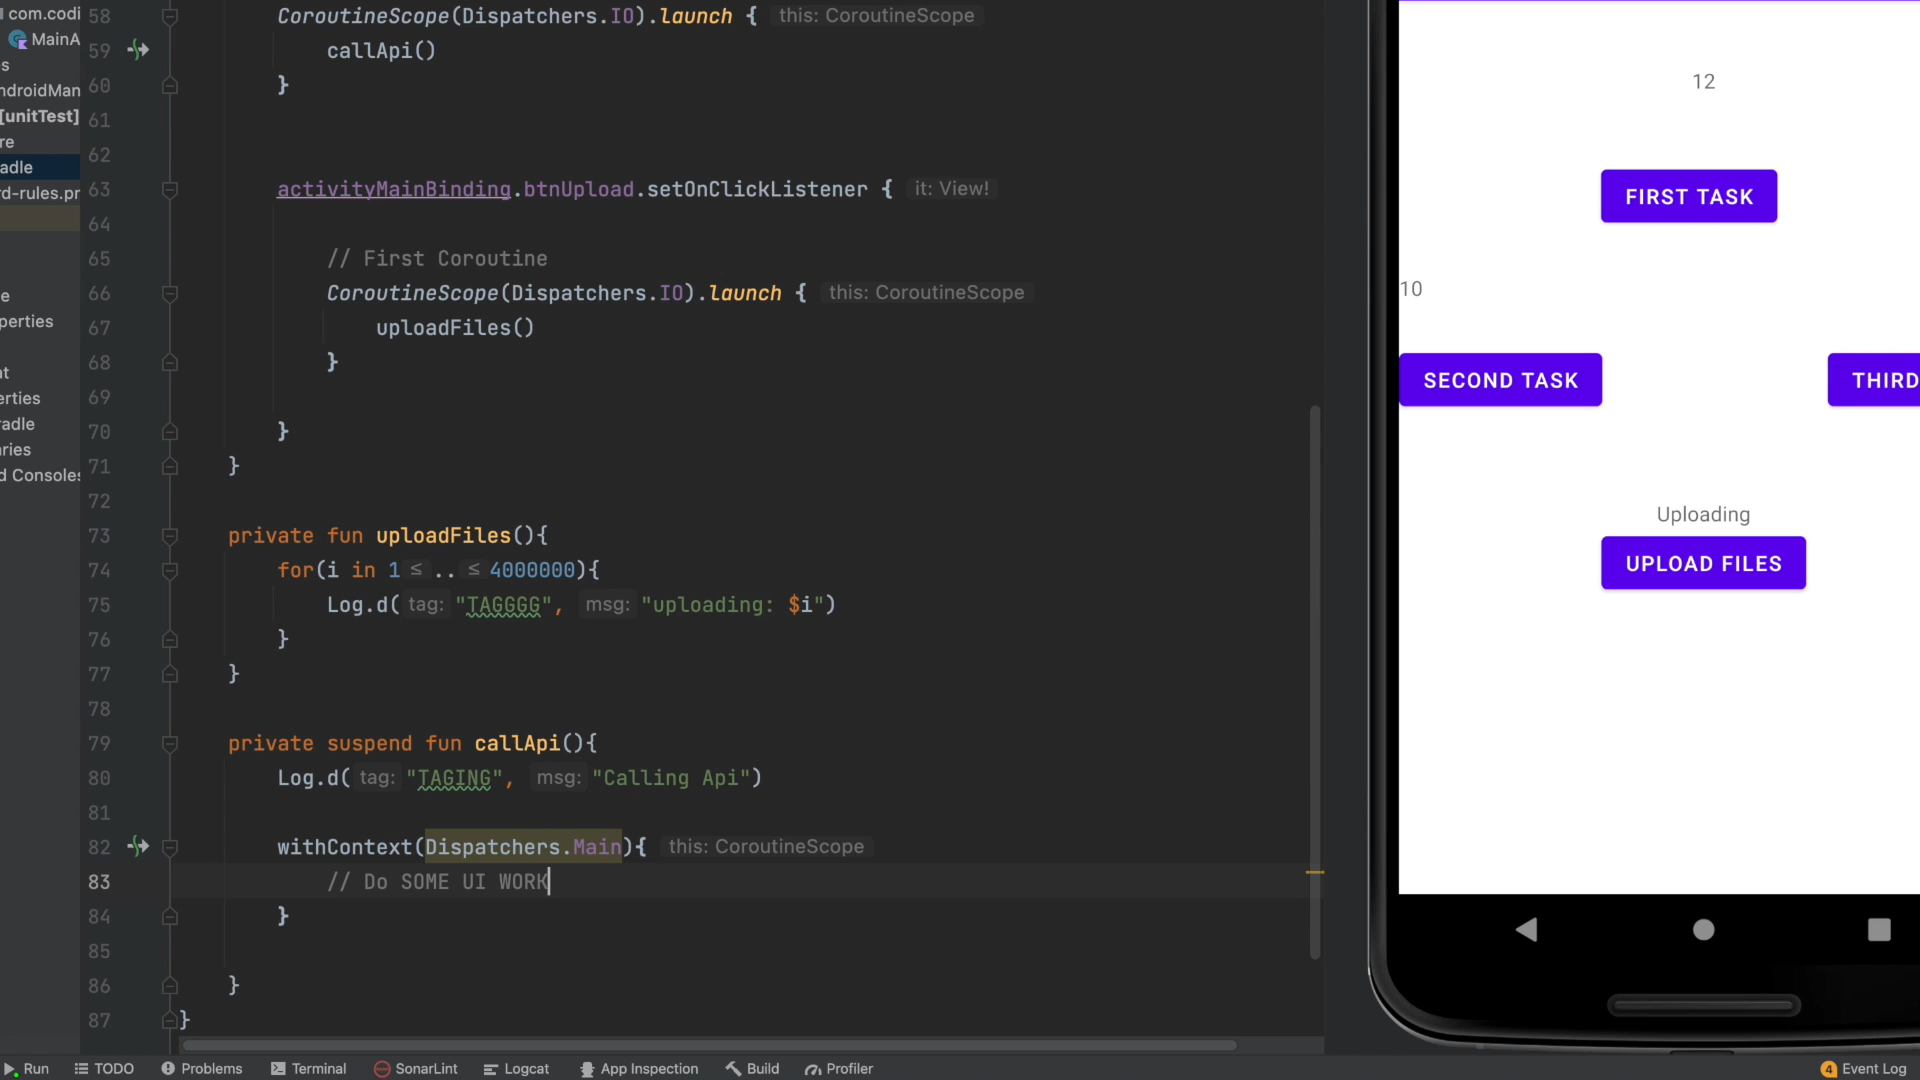 com.codi
MainA
s
ndroidMan
[unitTest]
re
adle
rd-rules.pr
e
perties
t
erties
radle
ries
d Consoles
58 CoroutineScope(Dispatchers.IO).launch { this: CoroutineScope
59 callApi()
60 }
61
62
63 activityMainBinding.btnUpload.setOnClickListener { it: View!
64
65 // First Coroutine
66 CoroutineScope(Dispatchers.IO).launch { this: CoroutineScope
67 uploadFiles()
68 }
69
70 }
71 }
72
73 private fun uploadFiles(){
74 for(i in 1 ≤ .. ≤ 4000000){
75 Log.d( tag: "TAGGGG", msg: "uploading: $i")
76 }
77 }
78
79 private suspend fun callApi(){
80 Log.d( tag: "TAGING", msg: "Calling Api")
81
82 withContext(Dispatchers.Main){ this: CoroutineScope
83 // Do SOME UI WORK
84 }
85
86 }
87 }
12
FIRST TASK
10
SECOND TASK
THIRD
Uploading
UPLOAD FILES
Run TODO Problems Terminal SonarLint Logcat App Inspection Build Profiler 4 Event Log